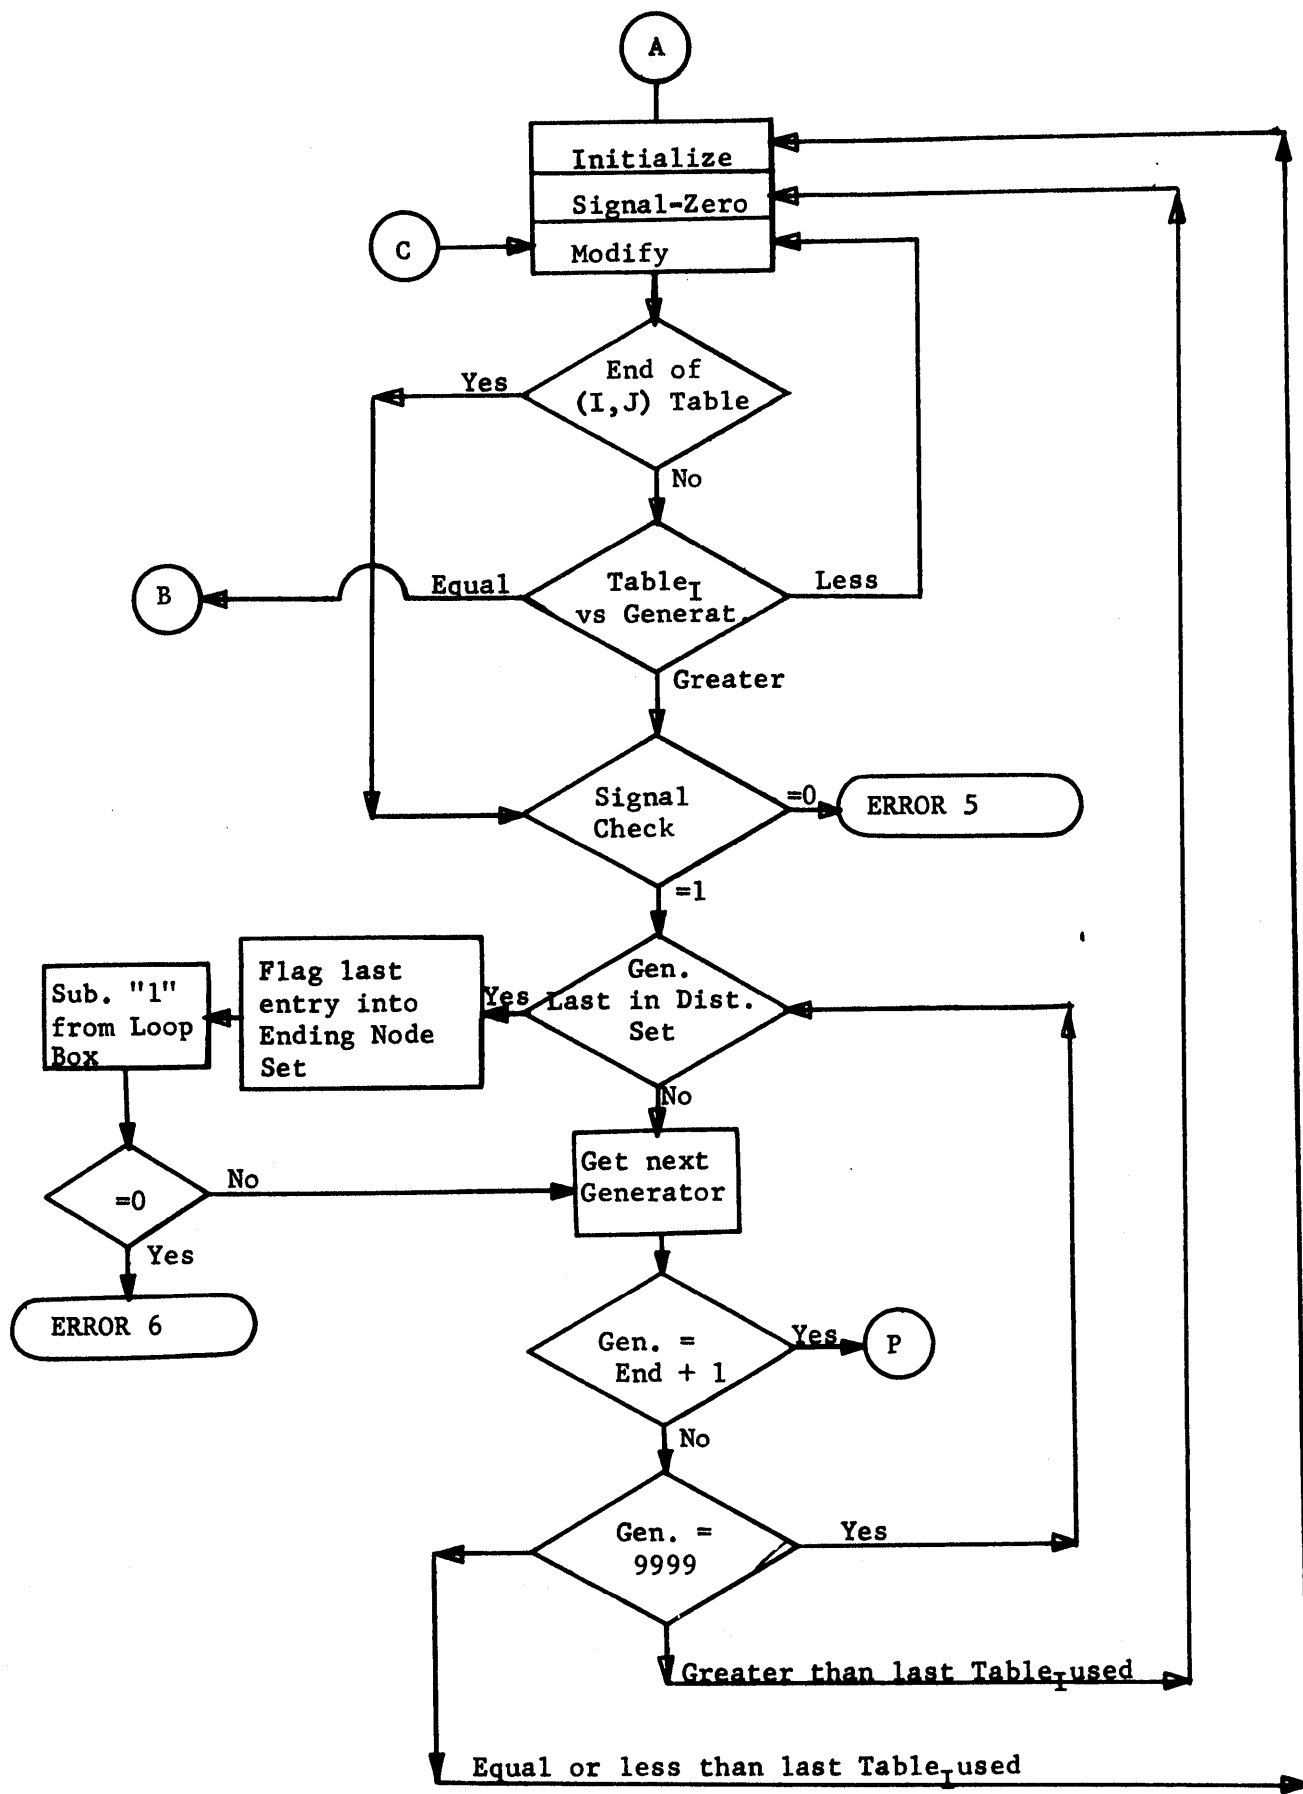 A
Initialize
Signal-Zero
C
Modify
End of
(I,J) Table
Yes
No
B
Equal
Table I
vs Generat.
Less
Greater
Signal
Check
=0
ERROR 5
=1
Gen.
Last in Dist.
Set
Yes
Flag last
entry into
Ending Node
Set
Sub. "1"
from Loop
Box
No
Get next
Generator
=0
No
Yes
ERROR 6
Gen. =
End + 1
Yes
P
No
Gen. =
9999
Yes
Greater than last Table I used
Equal or less than last Table I used